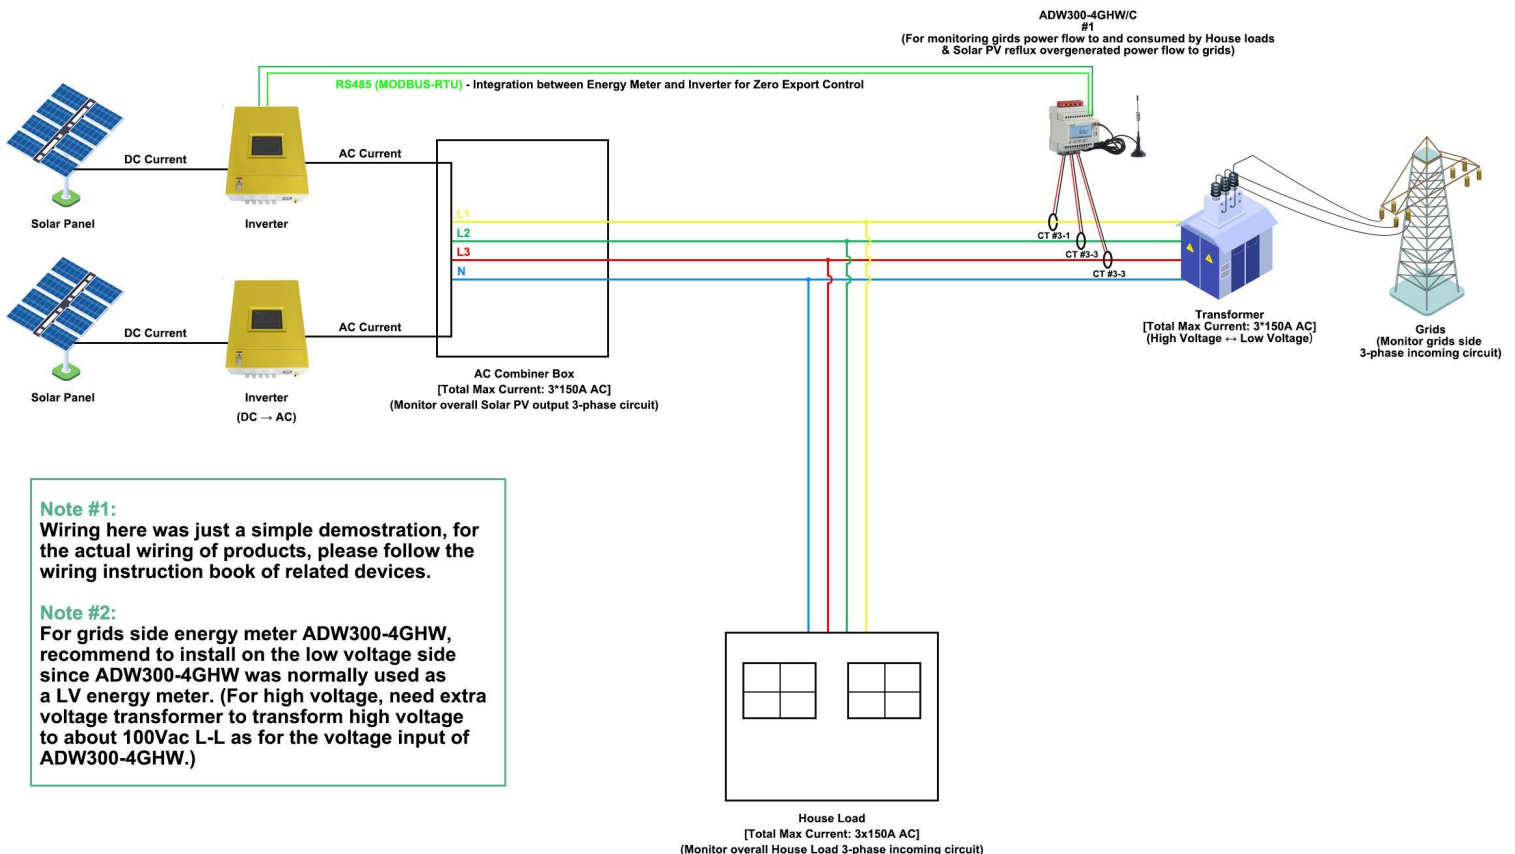 ADW300-4GHW/C
#1
(For monitoring girds power flow to and consumed by House loads
& Solar PV reflux overgenerated power flow to grids)
RS485 (MODBUS-RTU) - Integration between Energy Meter and Inverter for Zero Export Control
DC Current
AC Current
Solar Panel
Inverter
L1
L2
L3
N
CT #3-1
CT #3-3
CT #3-3
DC Current
AC Current
Solar Panel
Inverter
(DC → AC)
AC Combiner Box
[Total Max Current: 3*150A AC]
(Monitor overall Solar PV output 3-phase circuit)
Transformer
[Total Max Current: 3*150A AC]
(High Voltage ↔ Low Voltage)
Grids
(Monitor grids side
3-phase incoming circuit)
Note #1:
Wiring here was just a simple demostration, for
the actual wiring of products, please follow the
wiring instruction book of related devices.
Note #2:
For grids side energy meter ADW300-4GHW,
recommend to install on the low voltage side
since ADW300-4GHW was normally used as
a LV energy meter. (For high voltage, need extra
voltage transformer to transform high voltage
to about 100Vac L-L as for the voltage input of
ADW300-4GHW.)
House Load
[Total Max Current: 3x150A AC]
(Monitor overall House Load 3-phase incoming circuit)